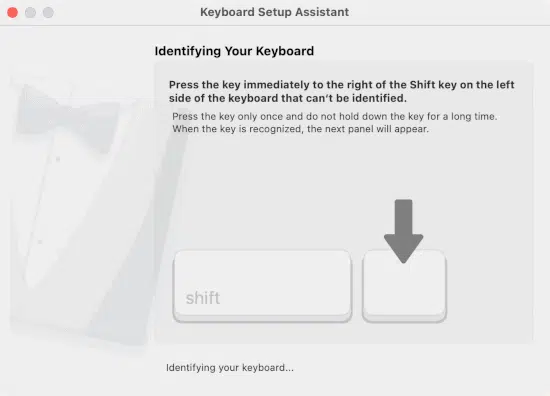 Keyboard Setup Assistant
Identifying Your Keyboard
Press the key immediately to the right of the Shift key on the left
side of the keyboard that can't be identified.
Press the key only once and do not hold down the key for a long time.
When the key is recognized, the next panel will appear.
shift
Identifying your keyboard...